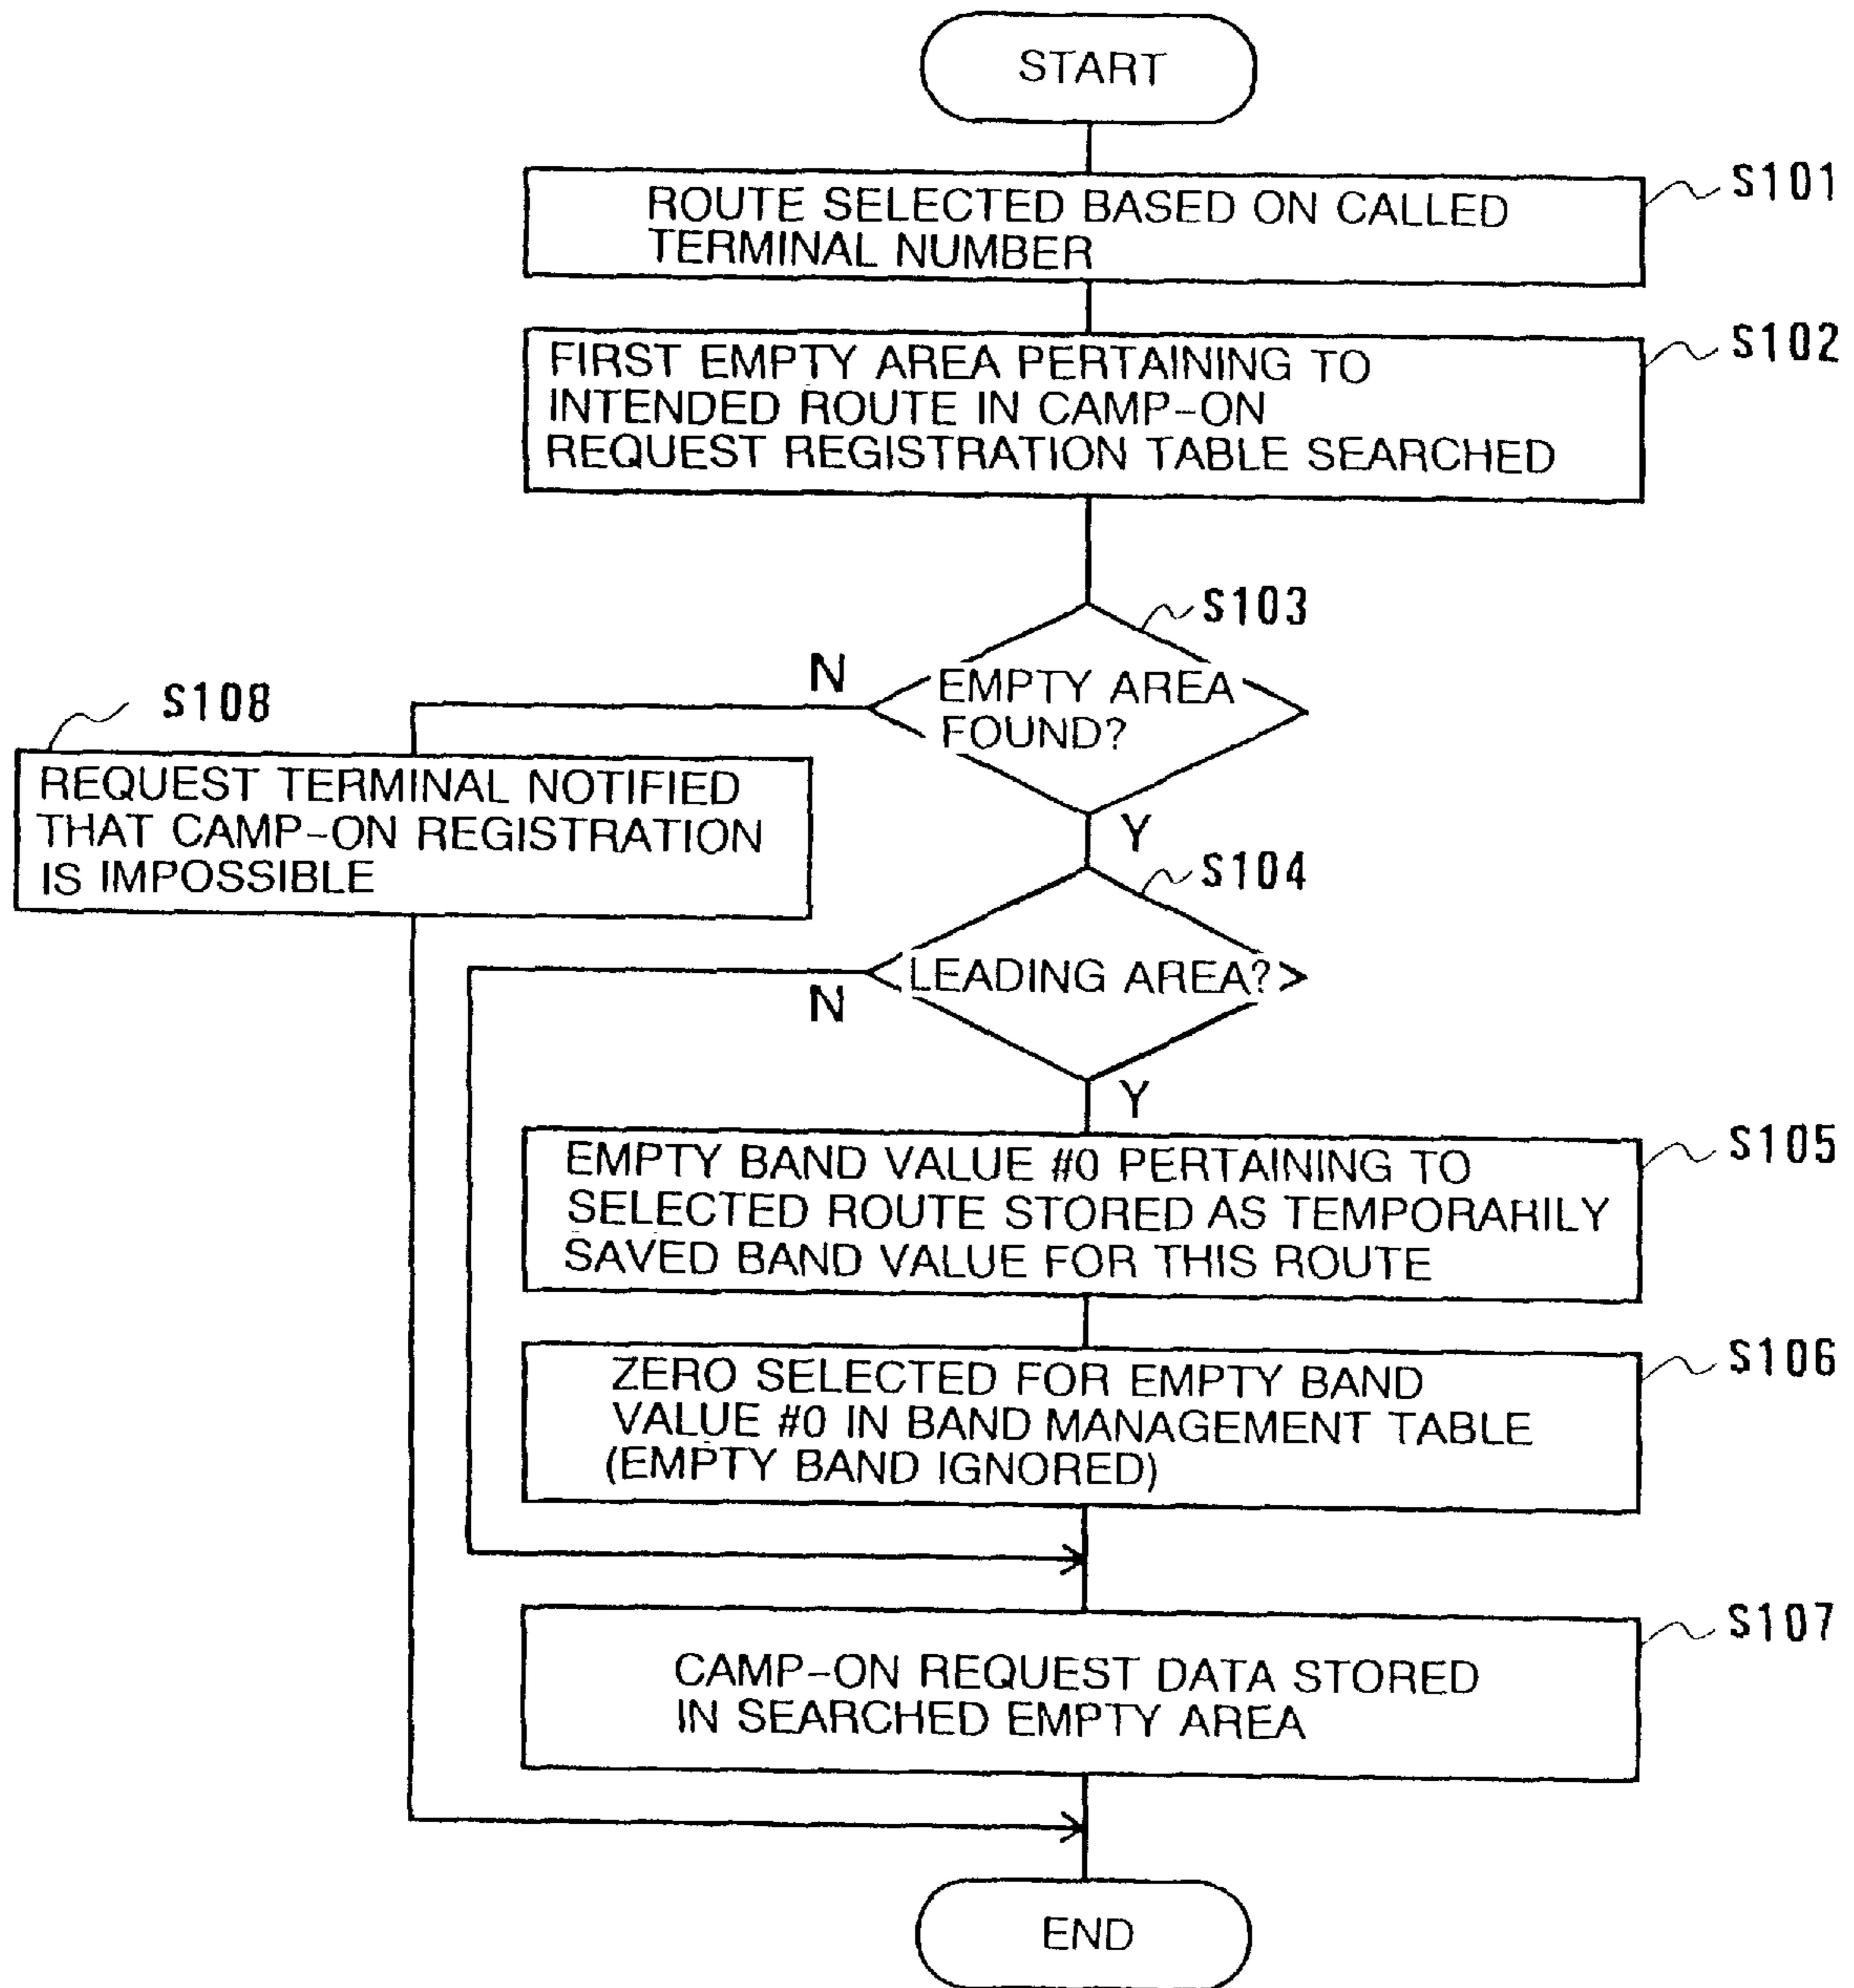 START
S101
ROUTE SELECTED BASED ON CALLED
TERMINAL NUMBER
S102
FIRST EMPTY AREA PERTAINING TO
INTENDED ROUTE IN CAMP-ON
REQUEST REGISTRATION TABLE SEARCHED
S103
N
EMPTY AREA
FOUND?
S108
REQUEST TERMINAL NOTIFIED
THAT CAMP-ON REGISTRATION
IS IMPOSSIBLE
Y
S104
LEADING AREA?
N
Y
S105
EMPTY BAND VALUE #0 PERTAINING TO
SELECTED ROUTE STORED AS TEMPORAHILY
SAVED BAND VALUE FOR THIS ROUTE
S106
ZERO SELECTED FOR EMPTY BAND
VALUE #0 IN BAND MANAGEMENT TABLE
(EMPTY BAND IGNORED)
S107
CAMP-ON REQUEST DATA STORED
IN SEARCHED EMPTY AREA
END